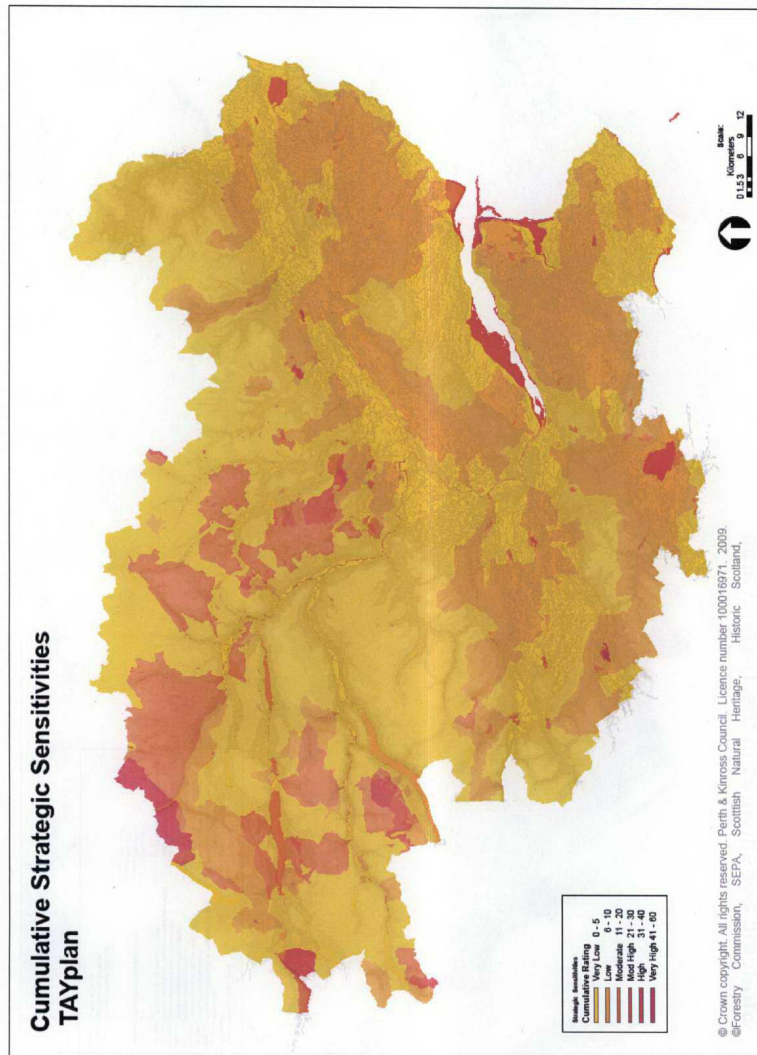 Cumulative Strategic Sensitivities
TAYplan
Strategic Sensitivities
Cumulative Rating
Very Low 0 - 5
Low 6 - 10
Moderate 11 - 20
Mod High 21 - 30
High 31 - 40
Very High 41 - 60
Scale:
Kilometers
0 1.5 3 6 9 12
© Crown copyright. All rights reserved. Perth & Kinross Council. Licence number 100016971. 2009.
©Forestry Commission, SEPA, Scotttish Natural Heritage, Historic Scotland,